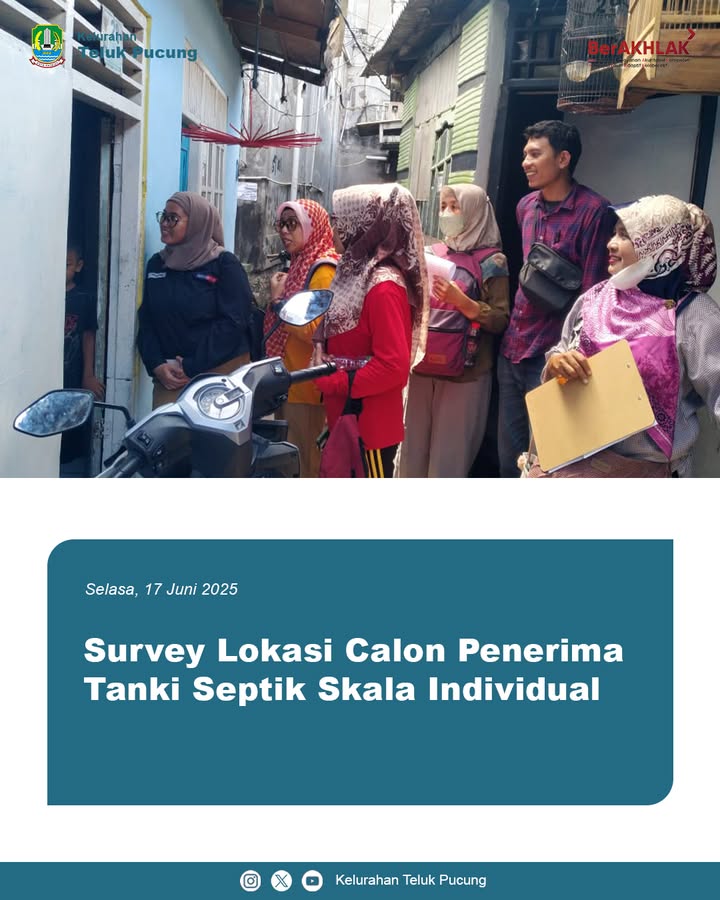 Kelurahan
Teluk Pucung
BerAKHLAK
Selasa, 17 Juni 2025
Survey Lokasi Calon Penerima
Tanki Septik Skala Individual
Kelurahan Teluk Pucung